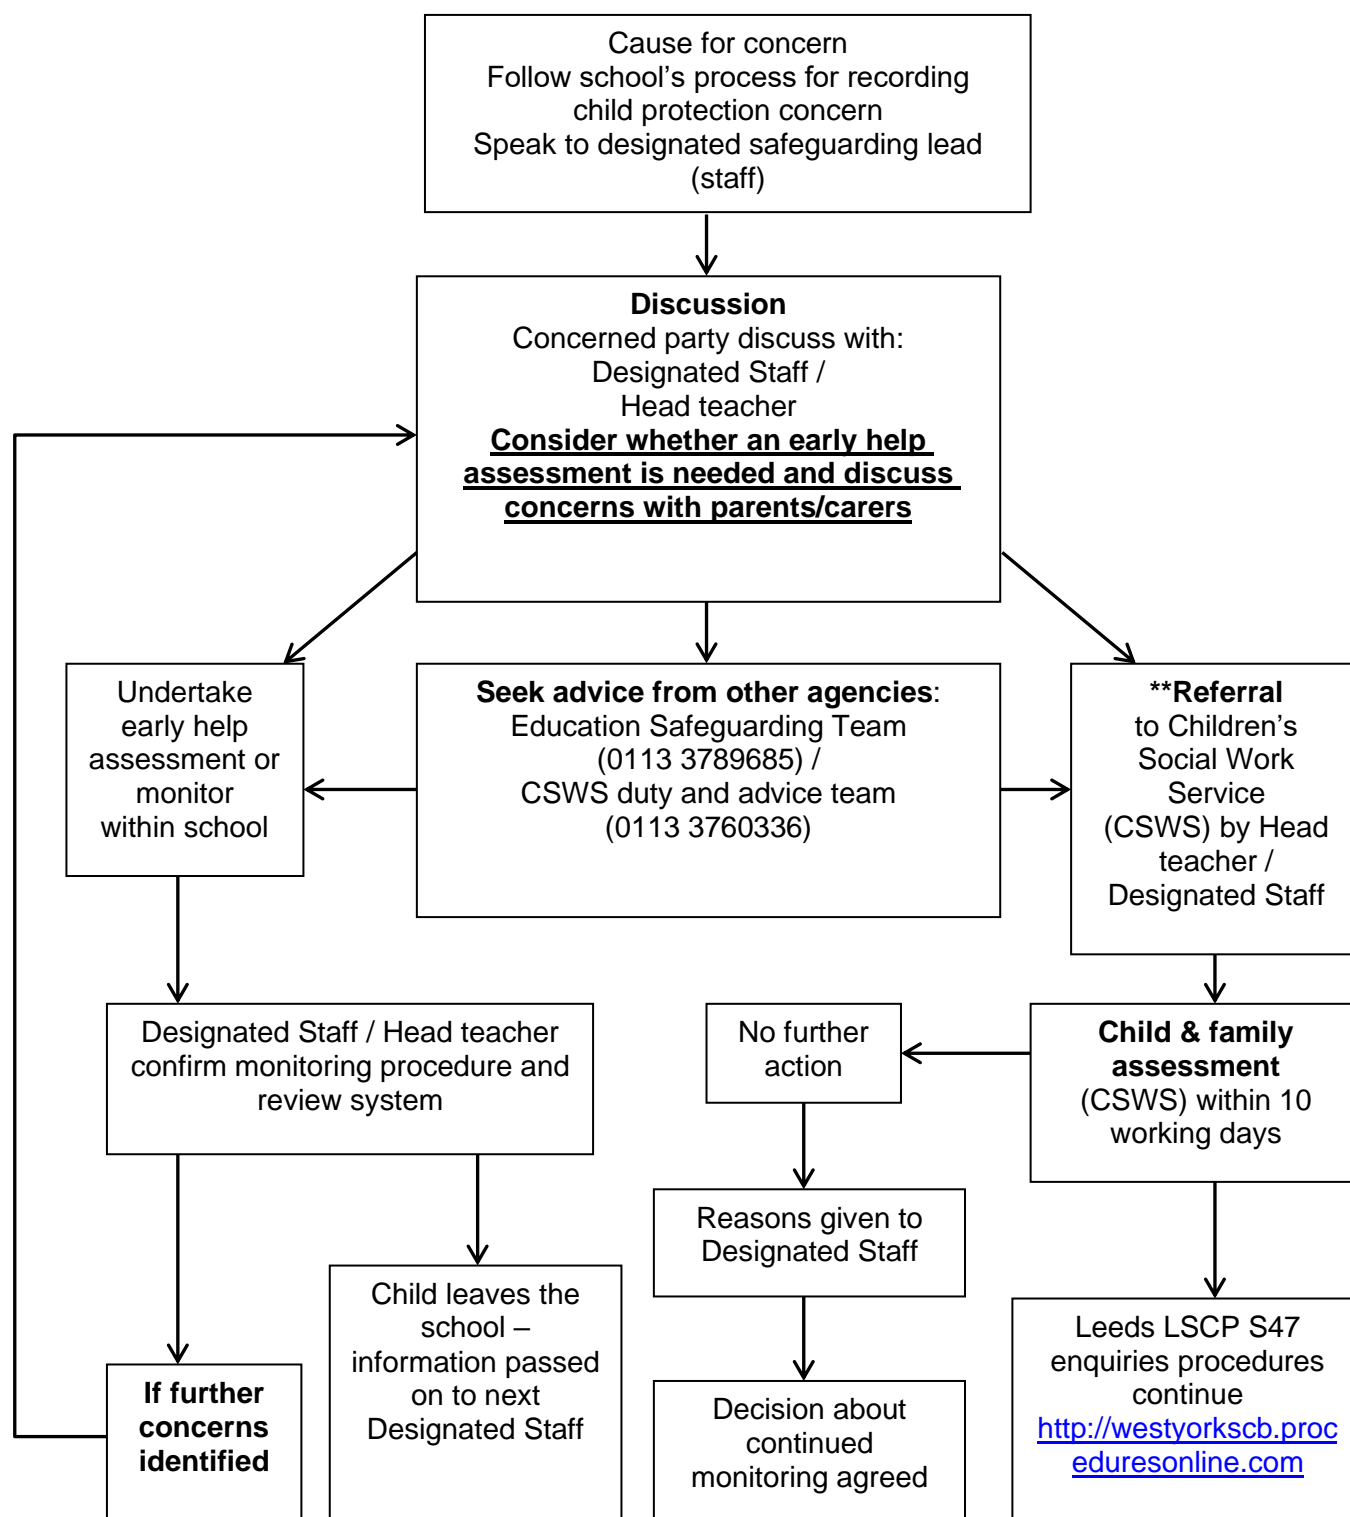 Cause for concern
Follow school’s process for recording
child protection concern
Speak to designated safeguarding lead
(staff)
Discussion
Concerned party discuss with:
Designated Staff /
Head teacher
Consider whether an early help
assessment is needed and discuss
concerns with parents/carers
Undertake
early help
assessment or
monitor
within school
Seek advice from other agencies:
Education Safeguarding Team
(0113 3789685) /
CSWS duty and advice team
(0113 3760336)
**Referral
to Children’s
Social Work
Service
(CSWS) by Head
teacher /
Designated Staff
Designated Staff / Head teacher
confirm monitoring procedure and
review system
No further
action
Child & family
assessment
(CSWS) within 10
working days
Reasons given to
Designated Staff
Child leaves the
school –
information passed
on to next
Designated Staff
Leeds LSCP S47
enquiries procedures
continue
http://westyorkscb.proc
eduresonline.com
If further
concerns
identified
Decision about
continued
monitoring agreed